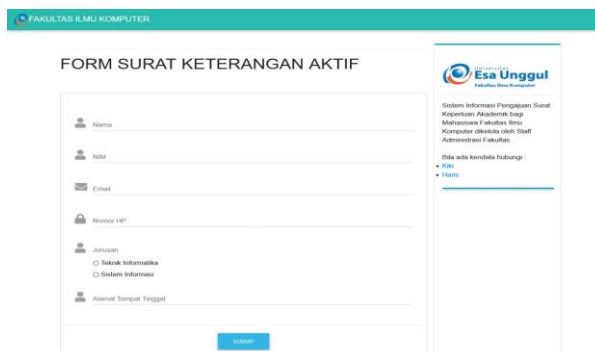 FAKULTAS ILMU KOMPUTER
FORM SURAT KETERANGAN AKTIF
Nama
NIM
Email
Nomor HP
Jurusan
Teknik Informatika
Sistem Informasi
Alamat Tempat Tinggal
SUBMIT
Universitas
Esa Unggul
Fakultas Ilmu Komputer
Sistem Informasi Pengajuan Surat
Keperluan Akademik bagi
Mahasiswa Fakultas Ilmu
Komputer dikelola oleh Staff
Administrasi Fakultas.
Bila ada kendala hubungi :
Kiki
Haris